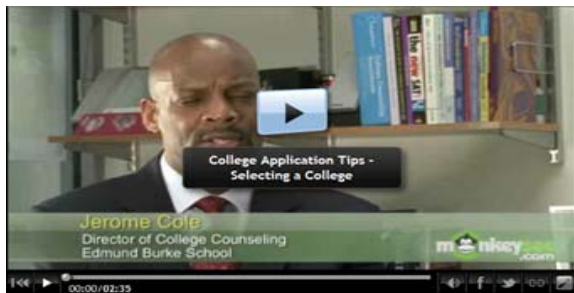 the new SAT
College Application Tips -
Selecting a College
Jerome Cole
Director of College Counseling
Edmund Burke School
monkeysee
.com
00:00/02:35